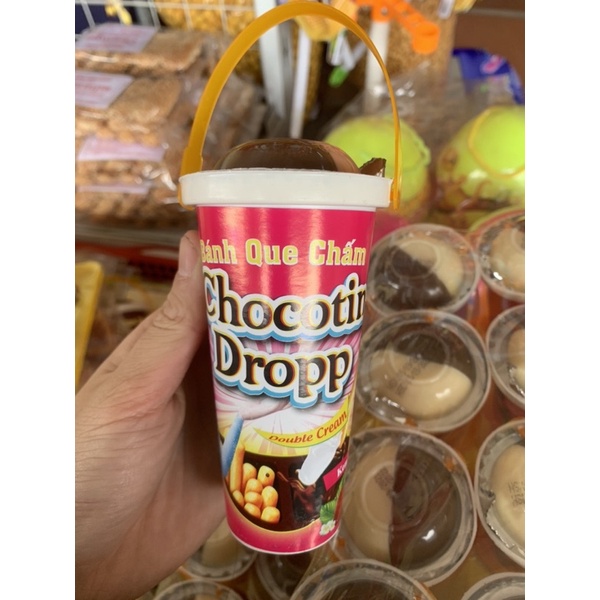 Bánh Que Chấm
Chocotin
Dropp
Double Cream